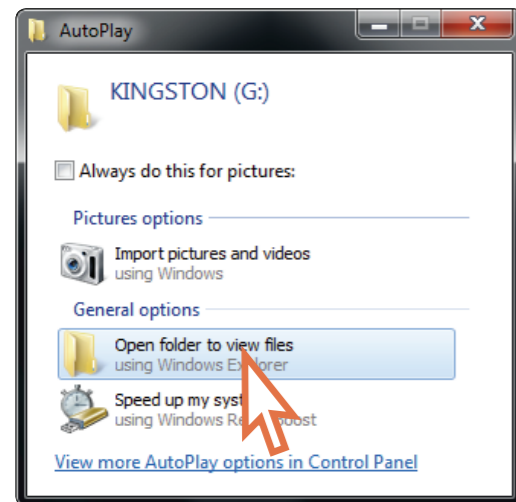 AutoPlay
KINGSTON (G:)
Always do this for pictures:
Pictures options
Import pictures and videos
using Windows
General options
Open folder to view files
using Windows Explorer
Speed up my
using Windows
View more AutoPlay options in Control Panel